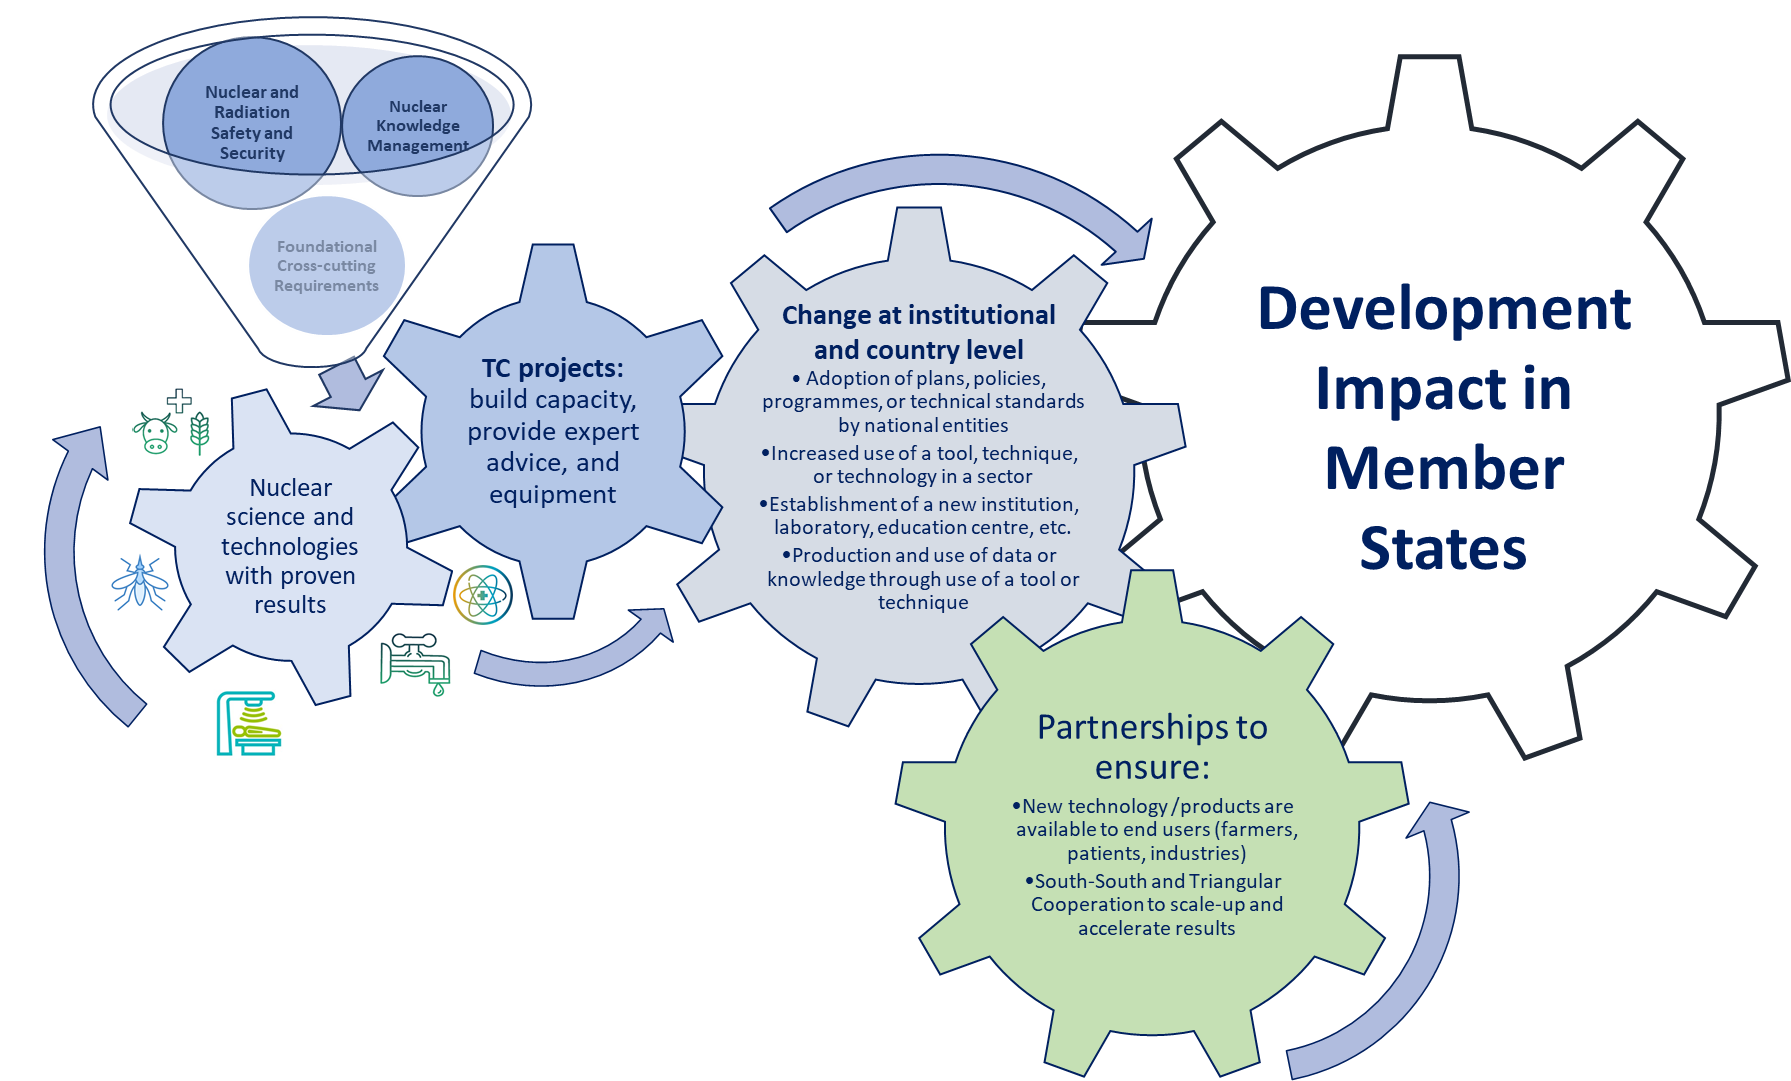 Nuclear and
Radiation
Safety and
Security
Nuclear
Knowledge
Management
Foundational
Cross-cutting
Requirements
Nuclear
science and
technologies
with proven
results
TC projects:
build capacity,
provide expert
advice, and
equipment
Change at institutional
and country level
• Adoption of plans, policies,
programmes, or technical standards
by national entities
•Increased use of a tool, technique,
or technology in a sector
•Establishment of a new institution,
laboratory, education centre, etc.
•Production and use of data or
knowledge through use of a tool or
technique
Partnerships to
ensure:
•New technology /products are
available to end users (farmers,
patients, industries)
•South-South and Triangular
Cooperation to scale-up and
accelerate results
Development
Impact in
Member
States